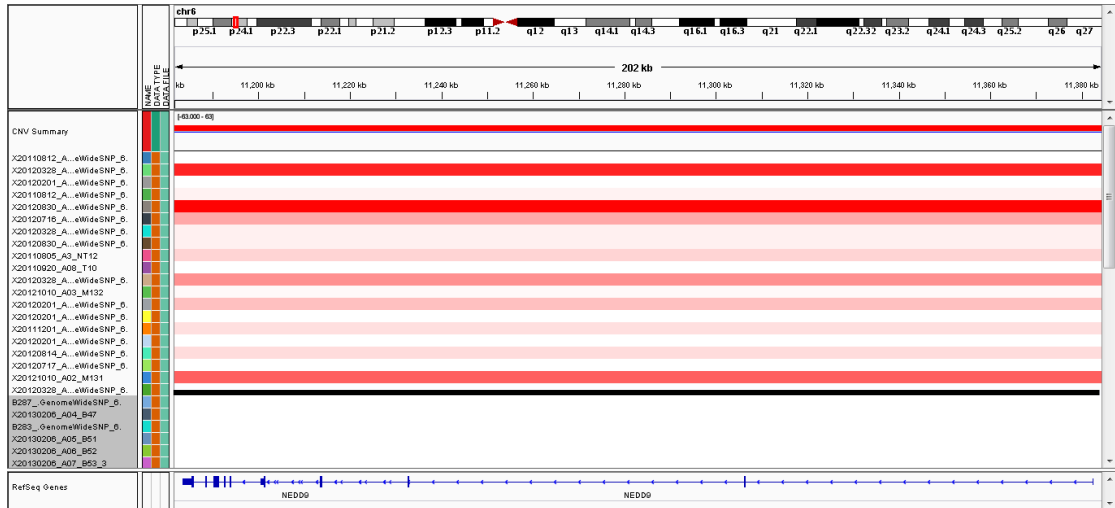 chr6
p25.1 p24.1 p22.3 p22.1 p21.2 p12.3 p11.2 q12 q13 q14.1 q14.3 q16.1 q16.3 q21 q22.1 q22.32 q23.2 q24.1 q24.3 q25.2 q26 q27
202 kb
kb 11,200 kb 11,220 kb 11,240 kb 11,260 kb 11,280 kb 11,300 kb 11,320 kb 11,340 kb 11,360 kb 11,380 kb
NAME
DATA TYPE
DATA FILE
[-63.000 - 63]
CNV Summary
X20110812_A...eWideSNP_6.
X20120328_A...eWideSNP_6.
X20120201_A...eWideSNP_6.
X20110812_A...eWideSNP_6.
X20120830_A...eWideSNP_6.
X20120716_A...eWideSNP_6.
X20120328_A...eWideSNP_6.
X20120830_A...eWideSNP_6.
X20110805_A3_NT12
X20110920_A08_T10
X20120328_A...eWideSNP_6.
X20121010_A03_M132
X20120201_A...eWideSNP_6.
X20120201_A...eWideSNP_6.
X20111201_A...eWideSNP_6.
X20120201_A...eWideSNP_6.
X20120814_A...eWideSNP_6.
X20120717_A...eWideSNP_6.
X20121010_A02_M131
X20120328_A...eWideSNP_6.
B287_.GenomeWideSNP_6.
X20130206_A04_B47
B283_.GenomeWideSNP_6.
X20130206_A05_B51
X20130206_A06_B52
X20130206_A07_B53_3
RefSeq Genes
NEDD9 NEDD9